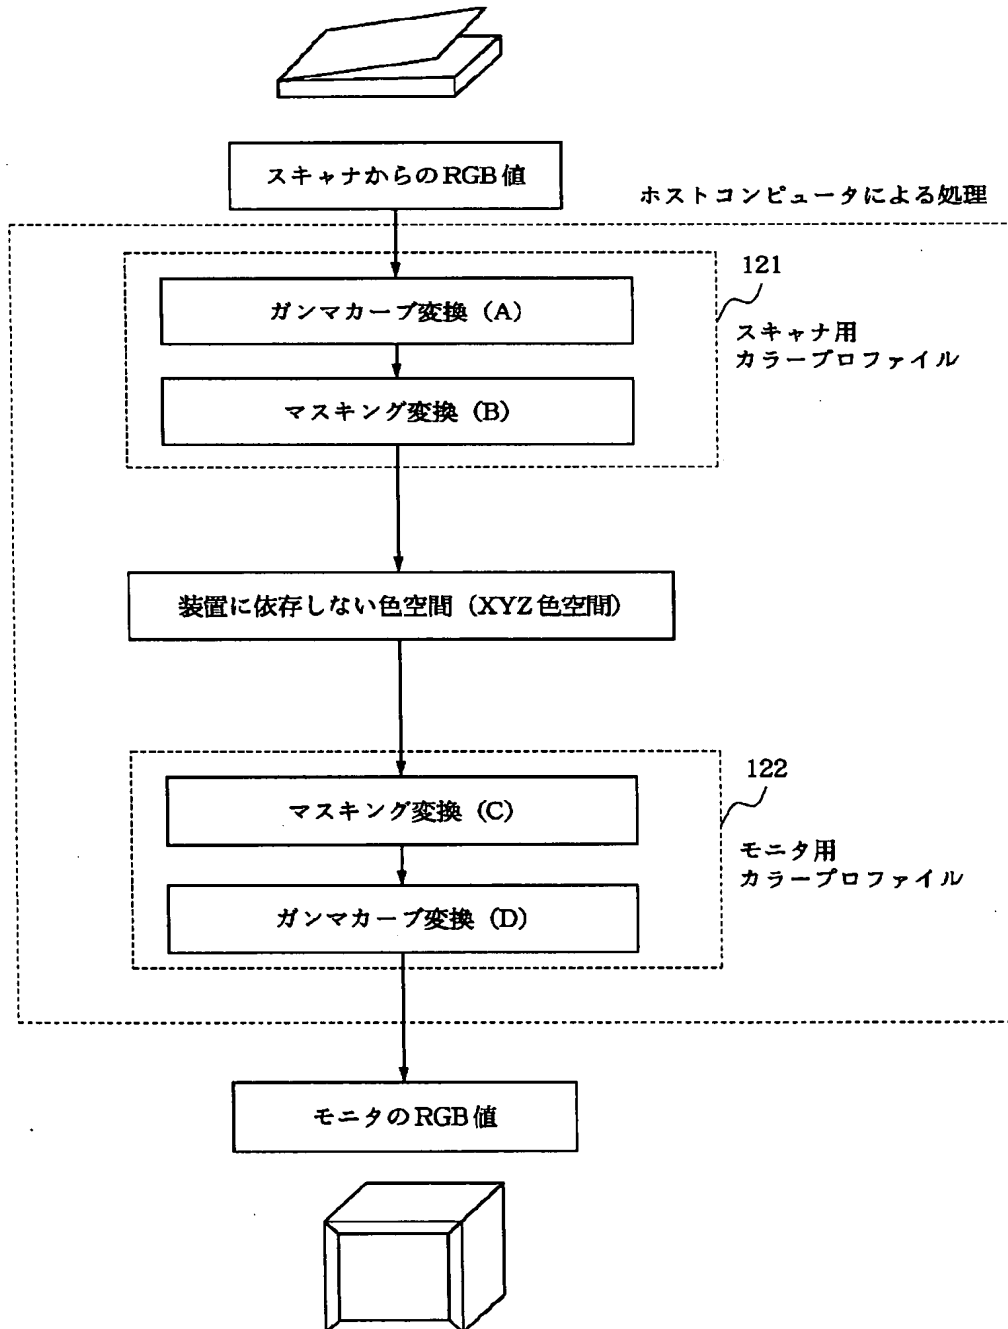 スキャナからのRGB値
ホストコンピュータによる処理
ガンマカーブ変換（A）
マスキング変換（B）
121
スキャナ用
カラープロファイル
装置に依存しない色空間（XYZ色空間）
マスキング変換（C）
ガンマカーブ変換（D）
122
モニタ用
カラープロファイル
モニタのRGB値